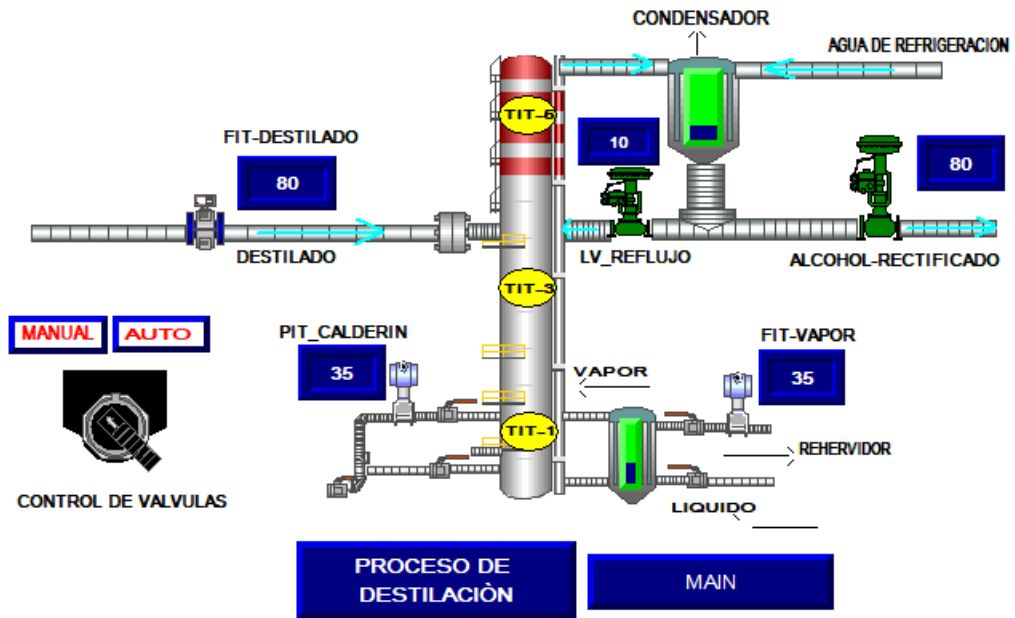 CONDENSADOR
AGUA DE REFRIGERACION
TIT-5
FIT-DESTILADO
80
10
80
DESTILADO
LV_REFLUJO
ALCOHOL-RECTIFICADO
TIT-3
MANUAL
AUTO
PIT_CALDERIN
35
VAPOR
FIT-VAPOR
35
TIT-1
REHERVIDOR
CONTROL DE VALVULAS
LIQUIDO
PROCESO DE
DESTILACIÒN
MAIN